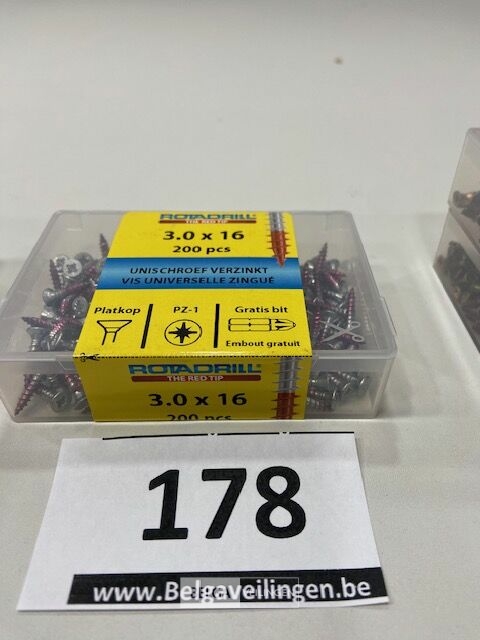 ROTADRILL
THE RED TIP
3.0 x 16
200 pcs
UNISCHROEF VERZINKT
VIS UNIVERSELLE ZINGUÉ
Platkop
PZ-1
Gratis bit
Embout gratuit
ROTADRILL
THE RED TIP
3.0 x 16
200 pcs
178
www.Belgaveilingen.be